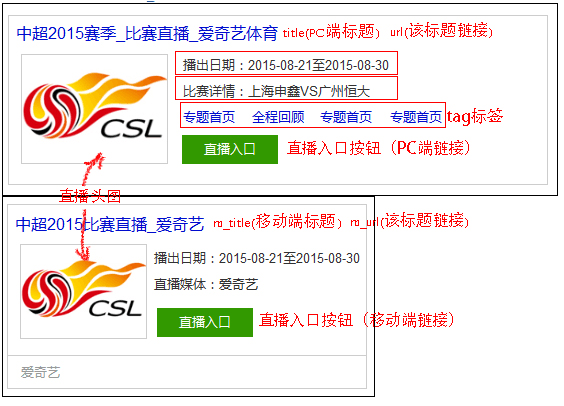 中超2015赛季_比赛直播_爱奇艺体育 title(PC端标题) url(该标题链接)
播出日期：2015-08-21至2015-08-30
比赛详情：上海申鑫VS广州恒大
专题首页 全程回顾 专题首页 专题首页 tag标签
CSL
直播入口 直播入口按钮（PC端链接）
直播头图
中超2015比赛直播_爱奇艺 m_title(移动端标题) m_url(该标题链接)
播出日期：2015-08-21至2015-08-30
直播媒体：爱奇艺
CSL
直播入口 直播入口按钮（移动端链接）
爱奇艺